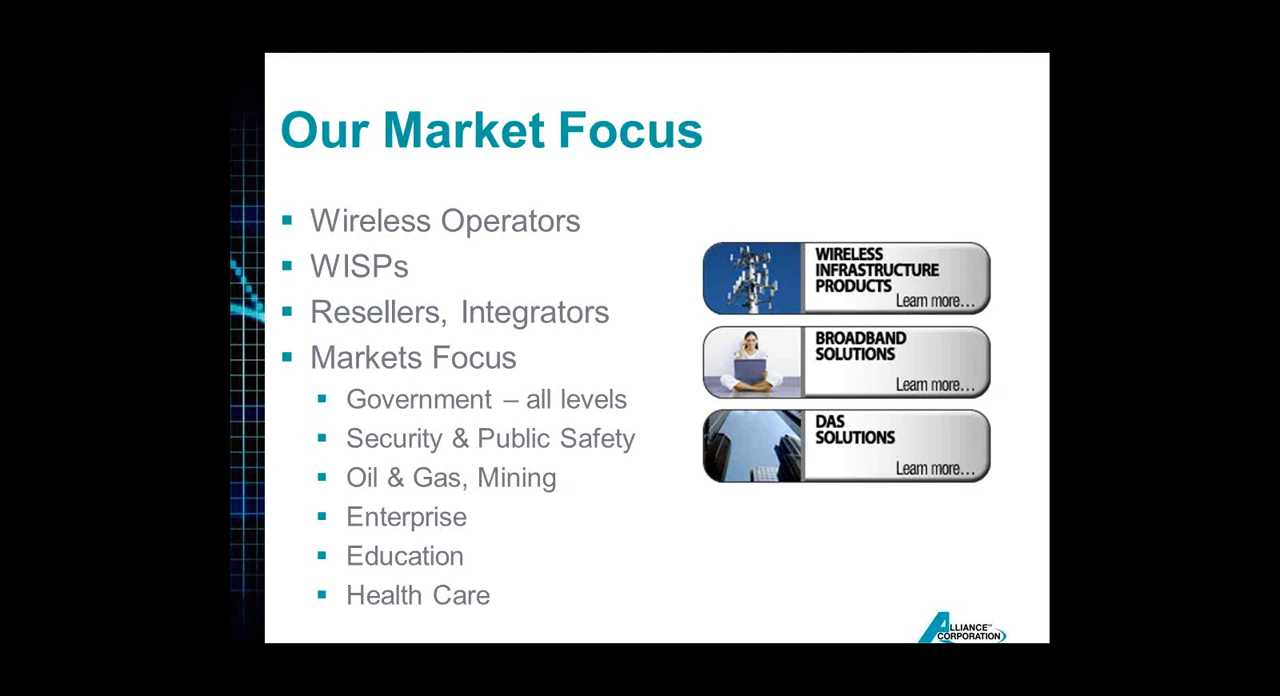 Our Market Focus
Wireless Operators
WISPs
Resellers, Integrators
Markets Focus
Government – all levels
Security & Public Safety
Oil & Gas, Mining
Enterprise
Education
Health Care
WIRELESS
INFRASTRUCTURE
PRODUCTS
Learn more...
BROADBAND
SOLUTIONS
Learn more...
DAS
SOLUTIONS
Learn more...
ALLIANCE™
CORPORATION